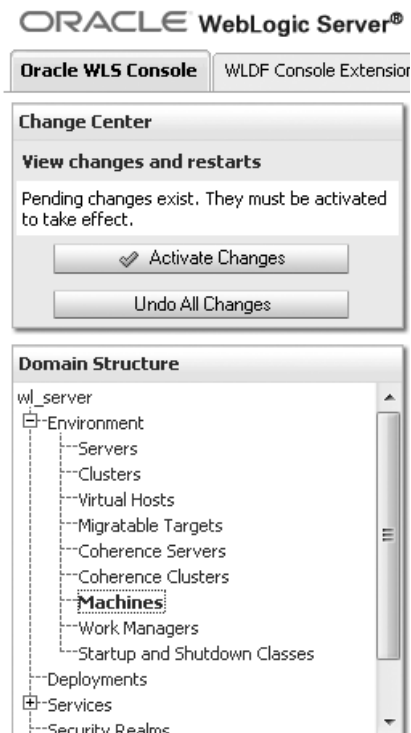 ORACLE WebLogic Server®
Oracle WLS Console WLDF Console Extension
Change Center
View changes and restarts
Pending changes exist. They must be activated
to take effect.
Activate Changes
Undo All Changes
Domain Structure
wl_server
Environment
Servers
Clusters
Virtual Hosts
Migratable Targets
Coherence Servers
Coherence Clusters
Machines
Work Managers
Startup and Shutdown Classes
Deployments
Services
Security Realms